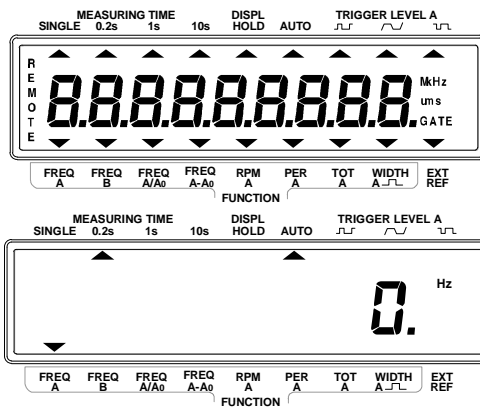 MEASURING TIME DISPL TRIGGER LEVEL A
SINGLE 0.2s 1s 10s HOLD AUTO
REMOTE
8.8.8.8.8.8.8.8.8.
MkHz
ums
GATE
FREQ A FREQ B FREQ A/A0 FREQ A-A0 RPM A PER A TOT A WIDTH A EXT REF
FUNCTION
MEASURING TIME DISPL TRIGGER LEVEL A
SINGLE 0.2s 1s 10s HOLD AUTO
Hz
0.
FREQ A FREQ B FREQ A/A0 FREQ A-A0 RPM A PER A TOT A WIDTH A EXT REF
FUNCTION